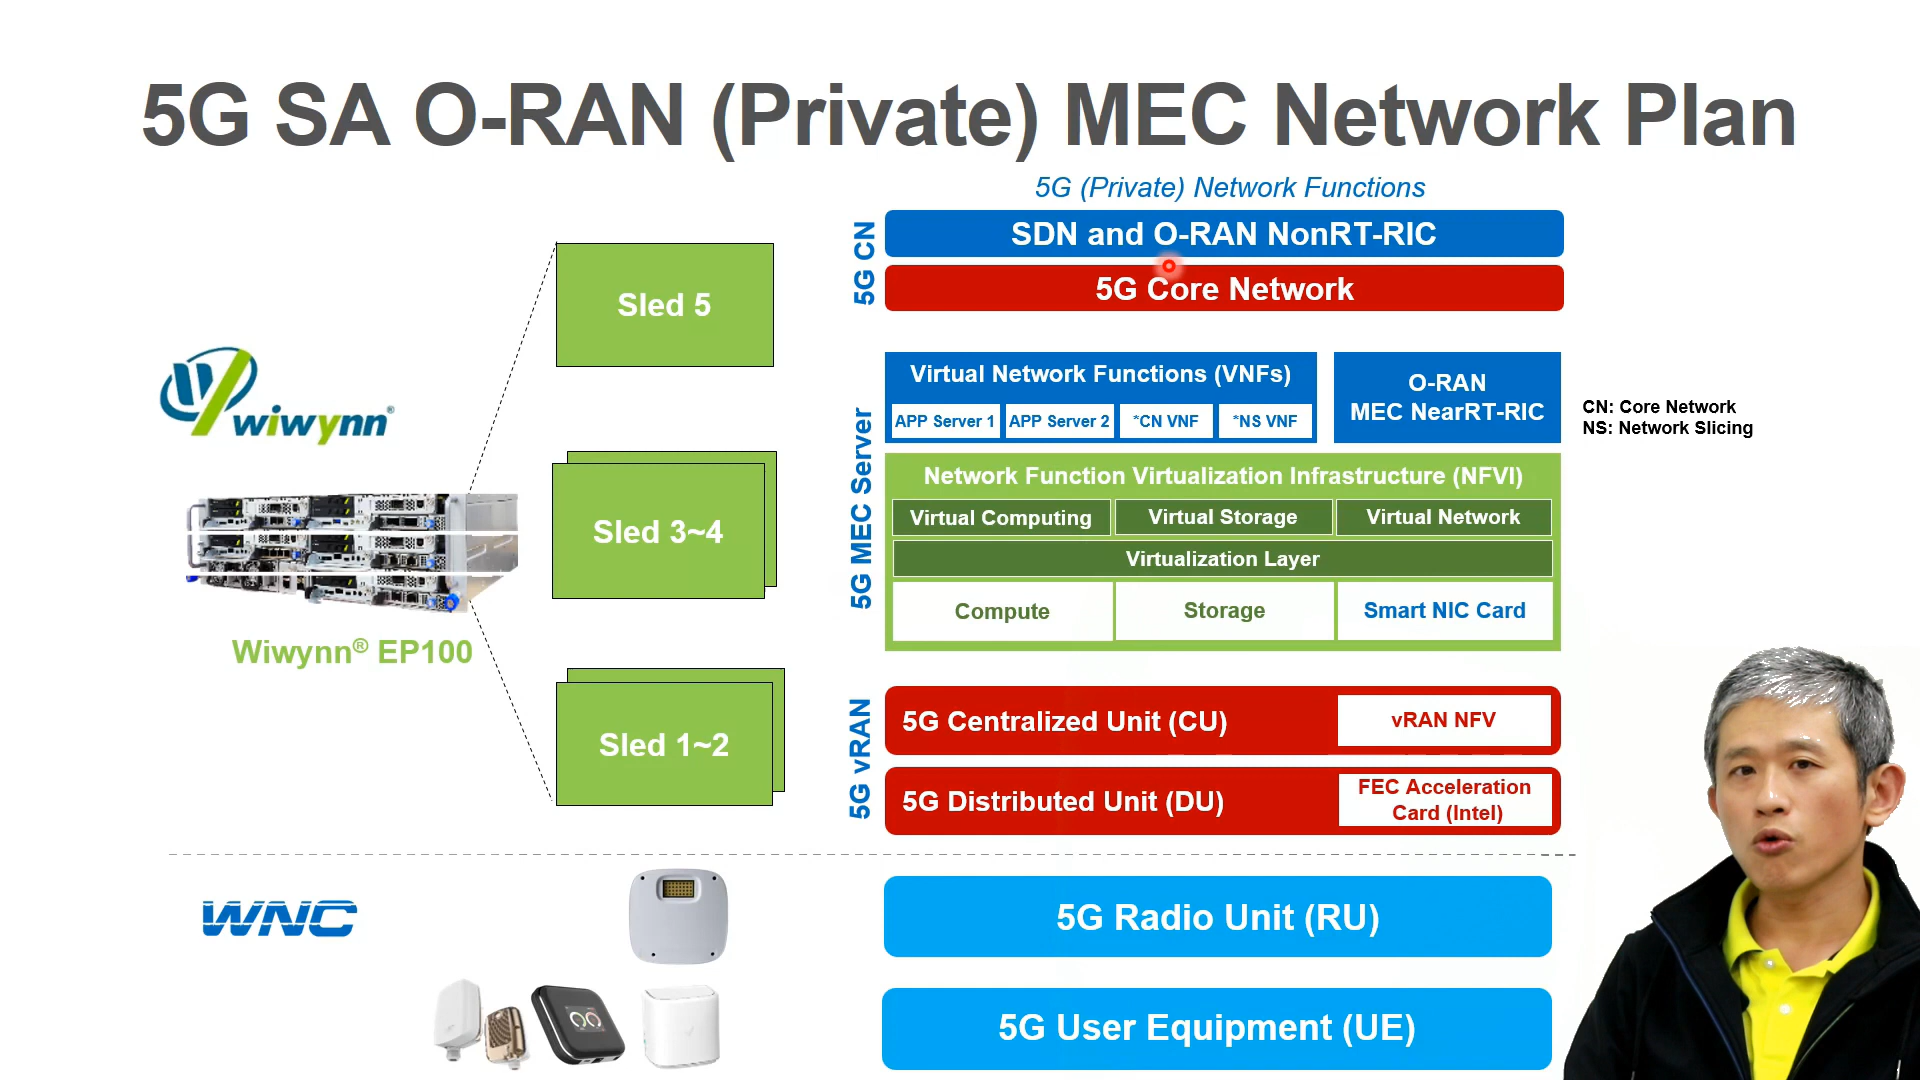 5G SA O-RAN (Private) MEC Network Plan
5G (Private) Network Functions
5G CN
SDN and O-RAN NonRT-RIC
5G Core Network
Sled 5
wiwynn®
Wiwynn® EP100
Sled 3~4
Sled 1~2
5G MEC Server
Virtual Network Functions (VNFs)
APP Server 1
APP Server 2
*CN VNF
*NS VNF
O-RAN
MEC NearRT-RIC
CN: Core Network
NS: Network Slicing
Network Function Virtualization Infrastructure (NFVI)
Virtual Computing
Virtual Storage
Virtual Network
Virtualization Layer
Compute
Storage
Smart NIC Card
5G vRAN
5G Centralized Unit (CU)
vRAN NFV
5G Distributed Unit (DU)
FEC Acceleration
Card (Intel)
WNC
5G Radio Unit (RU)
5G User Equipment (UE)